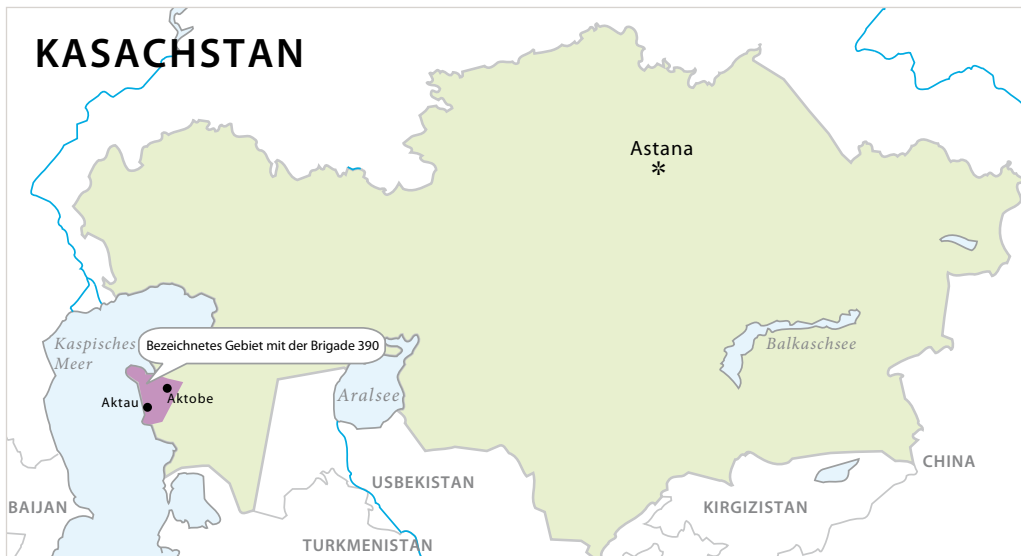 KASACHSTAN
Astana
*
Kaspisches
Meer
Bezeichnetes Gebiet mit der Brigade 390
Balkaschsee
Aktau
Aktobe
Aralsee
CHINA
USBEKISTAN
BAIJAN
KIRGIZISTAN
TURKMENISTAN